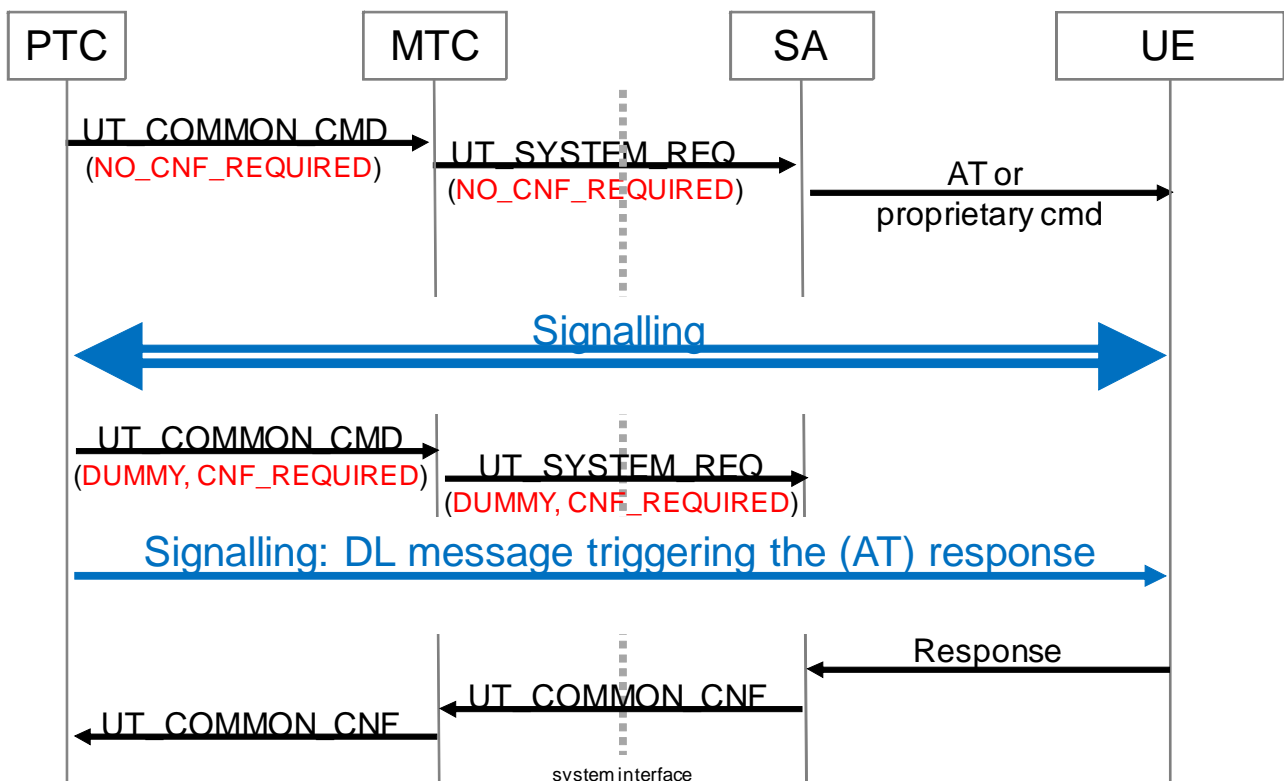 PTC MTC SA UE
UT_COMMON_CMD
(NO_CNF_REQUIRED)
UT_SYSTEM_REQ
(NO_CNF_REQUIRED)
AT or
proprietary cmd
Signalling
UT_COMMON_CMD
(DUMMY, CNF_REQUIRED)
UT_SYSTEM_REQ
(DUMMY, CNF_REQUIRED)
Signalling: DL message triggering the (AT) response
Response
UT_COMMON_CNF
UT_COMMON_CNF
system interface